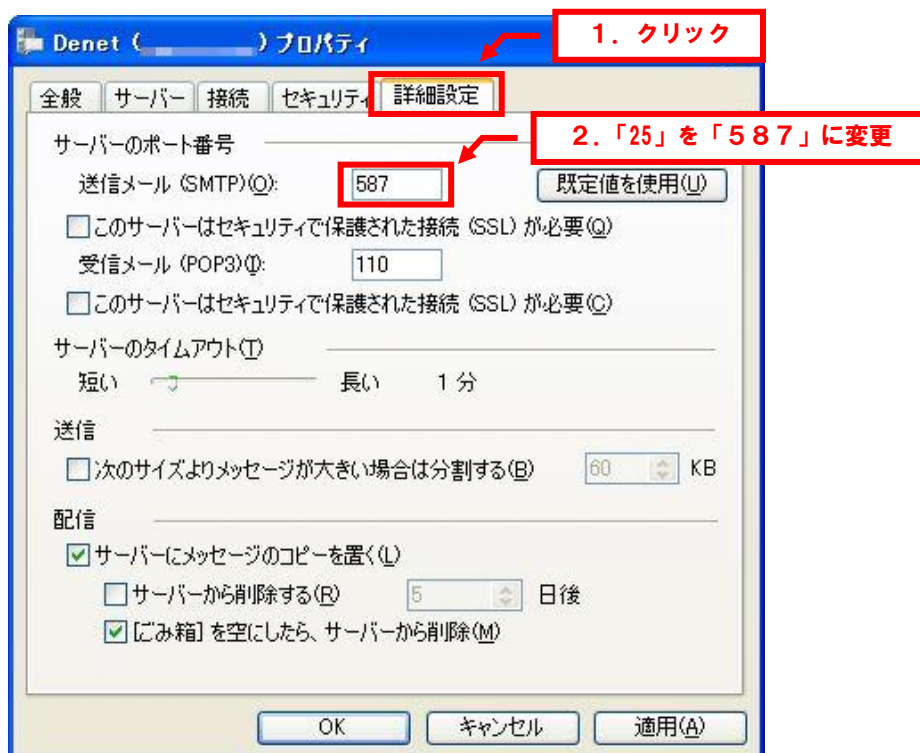 Denet ( ) プロパティ
1．クリック
全般 サーバー 接続 セキュリティ 詳細設定
サーバーのポート番号
2．「25」を「５８７」に変更
送信メール (SMTP)(O): 587 既定値を使用(U)
このサーバーはセキュリティで保護された接続 (SSL) が必要(Q)
受信メール (POP3)(I): 110
このサーバーはセキュリティで保護された接続 (SSL) が必要(C)
サーバーのタイムアウト(T)
短い 長い 1 分
送信
次のサイズよりメッセージが大きい場合は分割する(B) 60 KB
配信
サーバーにメッセージのコピーを置く(L)
サーバーから削除する(R) 5 日後
[ごみ箱] を空にしたら、サーバーから削除(M)
OK キャンセル 適用(A)